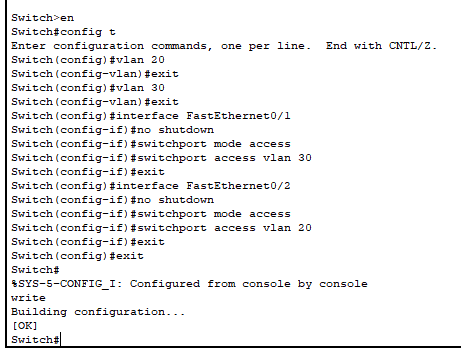 Switch>en
Switch#config t
Enter configuration commands, one per line.  End with CNTL/Z.
Switch(config)#vlan 20
Switch(config-vlan)#exit
Switch(config)#vlan 30
Switch(config-vlan)#exit
Switch(config)#interface FastEthernet0/1
Switch(config-if)#no shutdown
Switch(config-if)#switchport mode access
Switch(config-if)#switchport access vlan 30
Switch(config-if)#exit
Switch(config)#interface FastEthernet0/2
Switch(config-if)#no shutdown
Switch(config-if)#switchport mode access
Switch(config-if)#switchport access vlan 20
Switch(config-if)#exit
Switch(config)#exit
Switch#
%SYS-5-CONFIG_I: Configured from console by console
write
Building configuration...
[OK]
Switch#